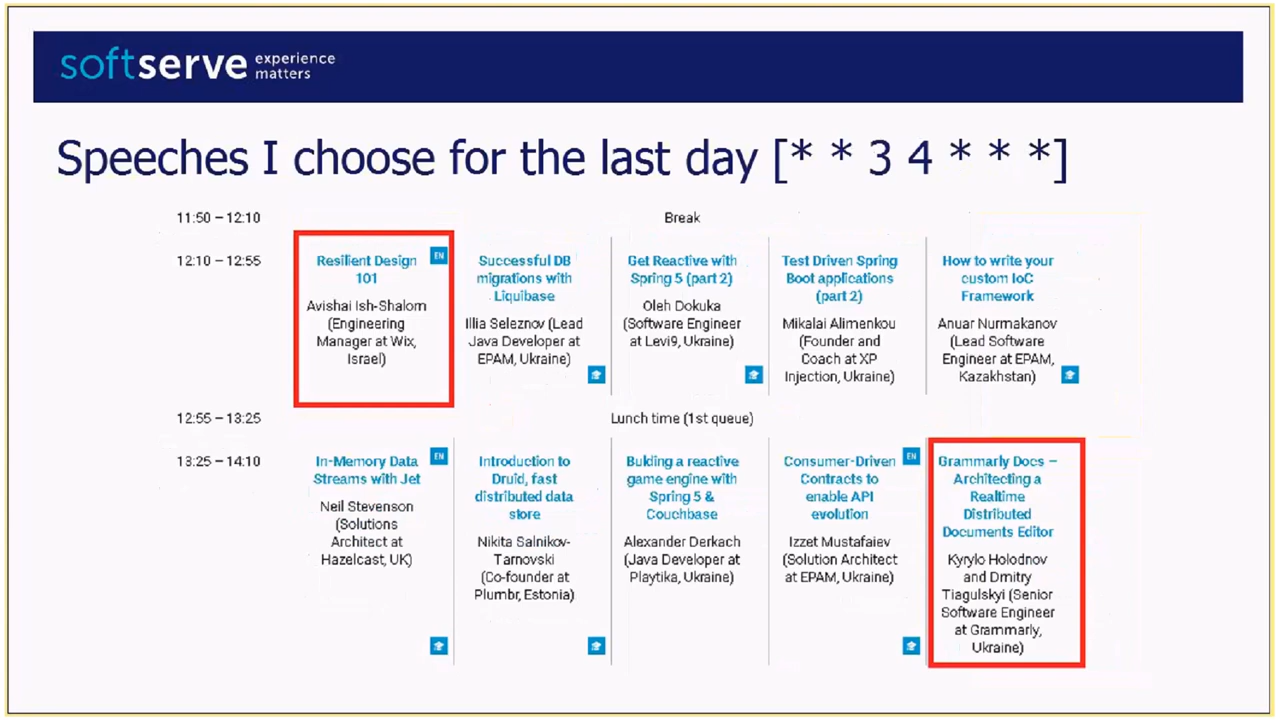 softserve experience matters
Speeches I choose for the last day [* * 3 4 * * *]
11:50 – 12:10
Break
12:10 – 12:55
Resilient Design
101
Avishai Ish-Shalom
(Engineering
Manager at Wix,
Israel)
EN
Successful DB
migrations with
Liquibase
Illia Seleznov (Lead
Java Developer at
EPAM, Ukraine)
Get Reactive with
Spring 5 (part 2)
Oleh Dokuka
(Software Engineer
at Levi9, Ukraine)
Test Driven Spring
Boot applications
(part 2)
Mikalai Alimenkou
(Founder and
Coach at XP
Injection, Ukraine)
How to write your
custom IoC
Framework
Anuar Nurmakanov
(Lead Software
Engineer at EPAM,
Kazakhstan)
12:55 – 13:25
Lunch time (1st queue)
13:25 – 14:10
In-Memory Data
Streams with Jet
Neil Stevenson
(Solutions
Architect at
Hazelcast, UK)
EN
Introduction to
Druid, fast
distributed data
store
Nikita Salnikov-
Tarnovski
(Co-founder at
Plumbr, Estonia)
Bulding a reactive
game engine with
Spring 5 &
Couchbase
Alexander Derkach
(Java Developer at
Playtika, Ukraine)
Consumer-Driven
Contracts to
enable API
evolution
Izzet Mustafaiev
(Solution Architect
at EPAM, Ukraine)
EN
Grammarly Docs –
Architecting a
Realtime
Distributed
Documents Editor
Kyrylo Holodnov
and Dmitry
Tiagulskyi (Senior
Software Engineer
at Grammarly,
Ukraine)